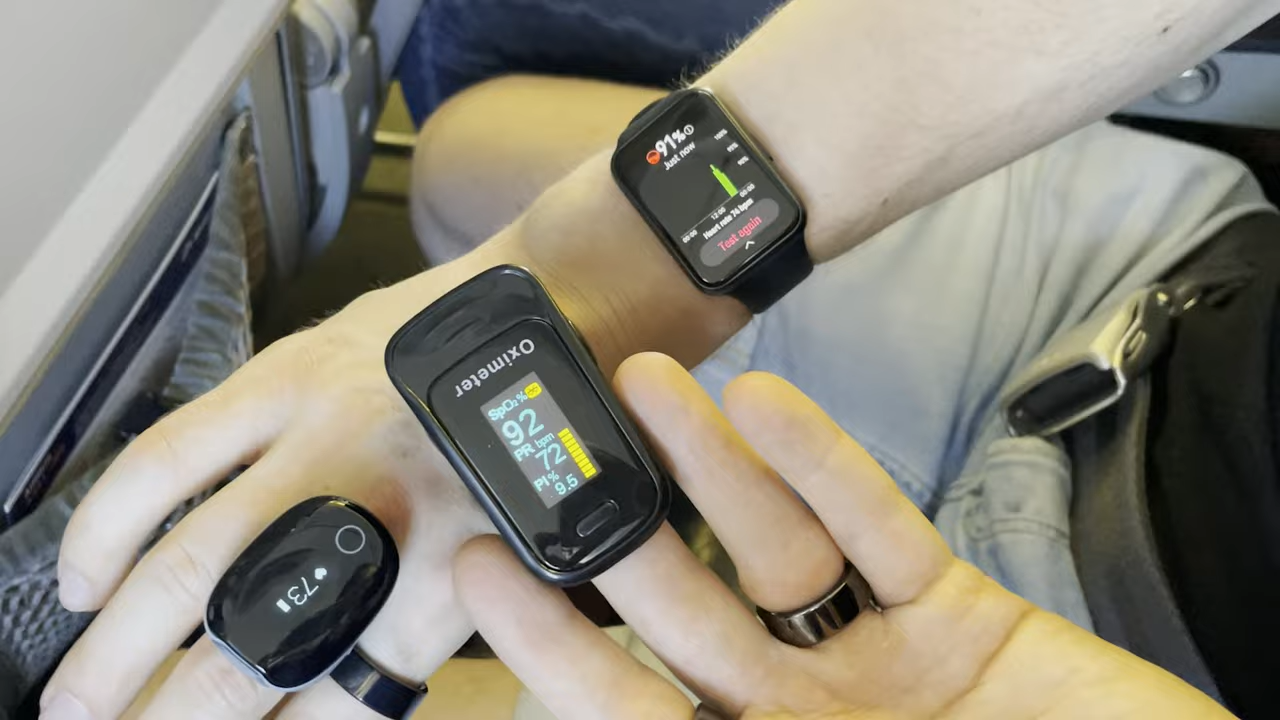 91%
Just now
100%
95%
90%
00:00
12:00
00:00
Heart rate 74 bpm
Test again
Oximeter
SpO₂%
92
PR bpm
72
PI%
9.5
73